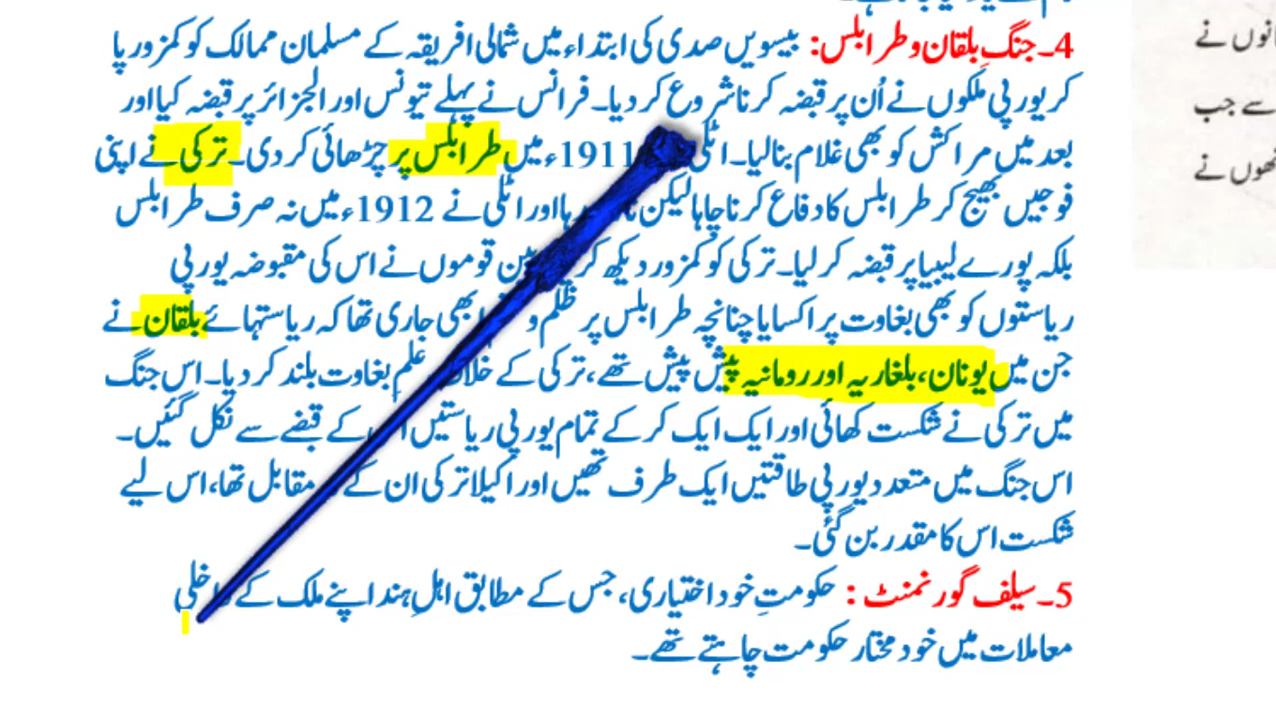 4۔جنگِ بلقان و طرابلس: بیسویں صدی کی ابتداء میں شمالی افریقہ کے مسلمان ممالک کو کمزور پا
کر یورپی ملکوں نے اُن پر قبضہ کرنا شروع کر دیا۔ فرانس نے پہلے تیونس اور الجزائر پر قبضہ کیا اور
بعد میں مراکش کو بھی غلام بنا لیا۔ اٹلی 1911ء میں طرابلس پر چڑھائی کر دی۔ ترکی نے اپنی
فوجیں بھیج کر طرابلس کا دفاع کرنا چاہا لیکن اور اٹلی نے 1912ء میں نہ صرف طرابلس
بلکہ پورے لیبیا پر قبضہ کر لیا۔ ترکی کو کمزور دیکھ کر قوموں نے اس کی مقبوضہ یورپی
ریاستوں کو بھی بغاوت پر اکسایا چنانچہ طرابلس پر ظلم و ابھی جاری تھا کہ ریاستہائے بلقان نے
جن میں یونان، بلغاریہ اور رومانیہ پیش پیش تھے، ترکی کے خلاف علمِ بغاوت بلند کر دیا۔ اس جنگ
میں ترکی نے شکست کھائی اور ایک ایک کر کے تمام یورپی ریاستیں کے قبضے سے نکل گئیں۔
اس جنگ میں متعدد یورپی طاقتیں ایک طرف تھیں اور اکیلا ترکی ان کے مقابل تھا، اس لیے
شکست اس کا مقدر بن گئی۔
5۔سیلف گورنمنٹ: حکومتِ خود اختیاری، جس کے مطابق اہلِ ہند اپنے ملک کے داخلی
معاملات میں خود مختار حکومت چاہتے تھے۔
انوں نے
سے جب
نھوں نے